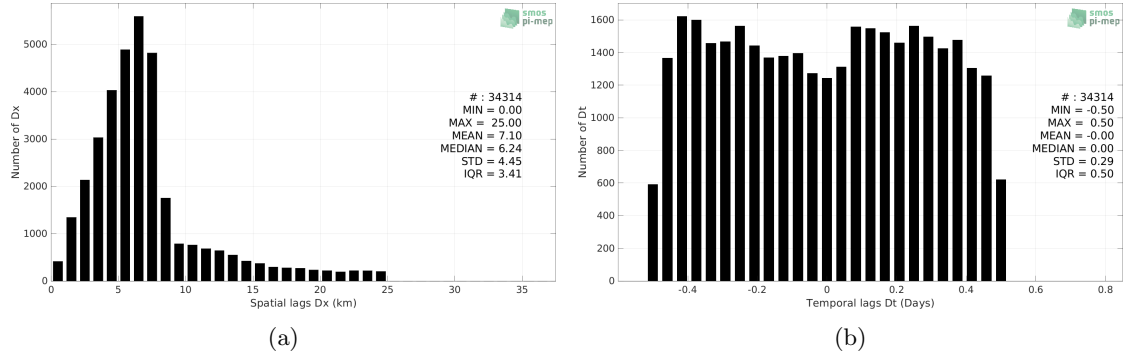 smos
pi-mep
5000
4000
3000
2000
1000
0
Number of Dx
# : 34314
MIN = 0.00
MAX = 25.00
MEAN = 7.10
MEDIAN = 6.24
STD = 4.45
IQR = 3.41
0 5 10 15 20 25 30 35
Spatial lags Dx (km)
(a)
smos
pi-mep
1600
1400
1200
1000
800
600
400
200
0
Number of Dt
# : 34314
MIN = -0.50
MAX = 0.50
MEAN = -0.00
MEDIAN = 0.00
STD = 0.29
IQR = 0.50
-0.4 -0.2 0 0.2 0.4 0.6 0.8
Temporal lags Dt (Days)
(b)